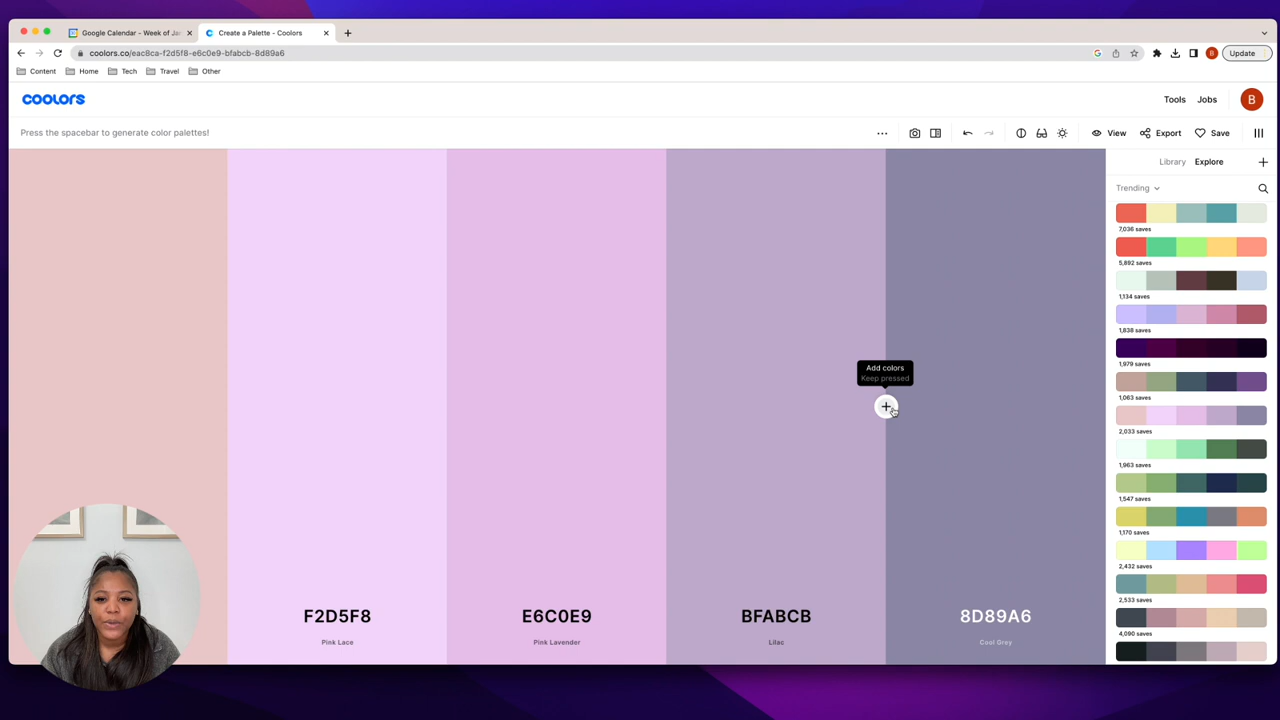 Google Calendar - Week of Ja
Create a Palette - Coolors
coolors.co/eac8ca-f2d5f8-e6c0e9-bfabcb-8d89a6
B
Update
Content
Home
Tech
Travel
Other
coolors
Tools
Jobs
B
Press the spacebar to generate color palettes!
View
Export
Save
Library
Explore
Trending
7,036 saves
5,892 saves
1,134 saves
1,838 saves
1,979 saves
1,063 saves
2,033 saves
1,963 saves
1,547 saves
1,170 saves
2,432 saves
2,533 saves
4,090 saves
Add colors
Keep pressed
F2D5F8
Pink Lace
E6C0E9
Pink Lavender
BFABCB
Lilac
8D89A6
Cool Grey